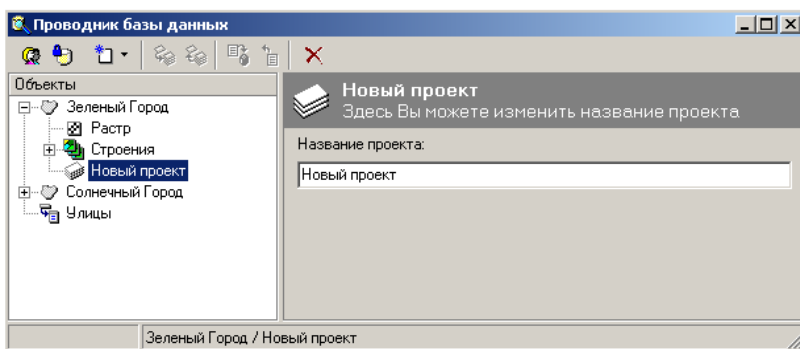 Проводник базы данных
Объекты
Зеленый Город
Растр
Строения
Новый проект
Солнечный Город
Улицы
Новый проект
Здесь Вы можете изменить название проекта
Название проекта:
Новый проект
Зеленый Город / Новый проект